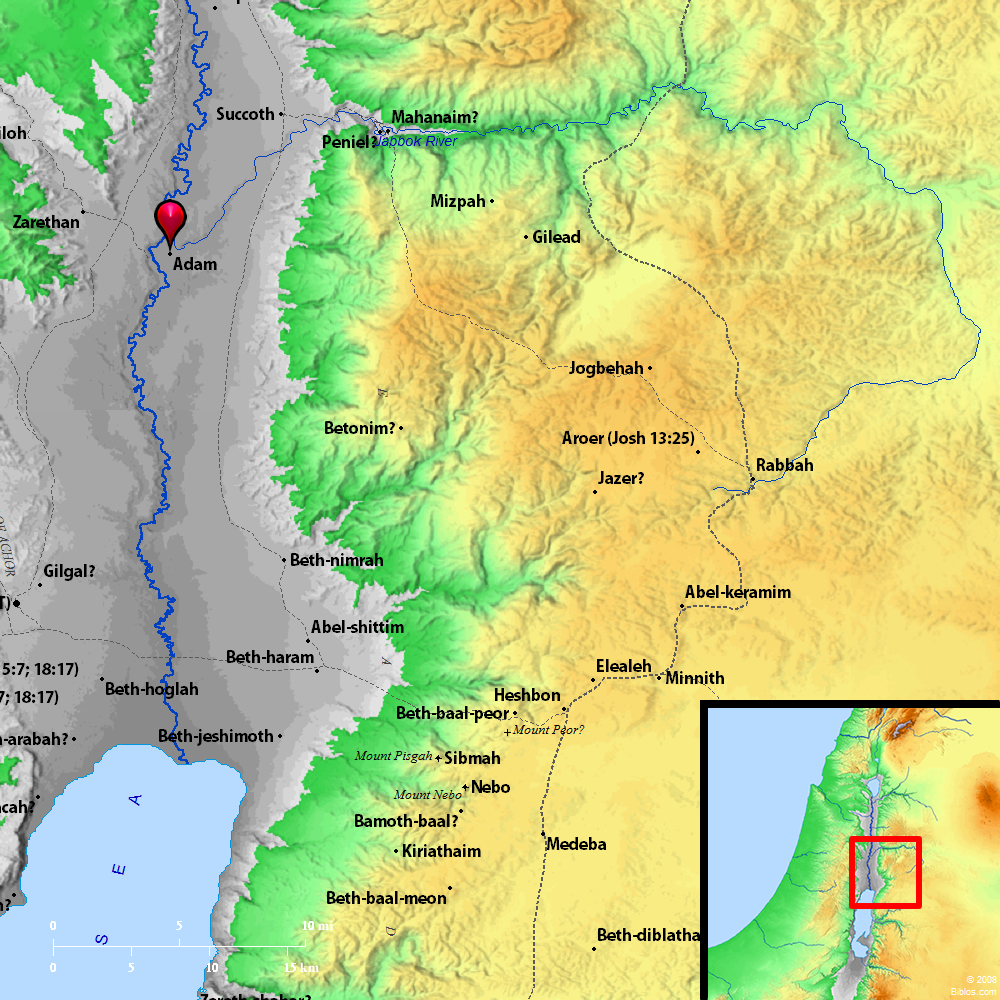 Succoth
Mahanaim?
Peniel?
Jabbok River
iloh
Mizpah
Zarethan
Gilead
Adam
Jogbehah
E
Betonim?
Aroer (Josh 13:25)
Rabbah
Jazer?
OF ACHOR
Beth-nimrah
Gilgal?
Abel-keramim
T)
Abel-shittim
Beth-haram
A
5:7; 18:17)
Elealeh
Minnith
7; 18:17)
Beth-hoglah
Heshbon
Beth-baal-peor
Mount Peor?
-arabah?
Beth-jeshimoth
Mount Pisgah
Sibmah
Nebo
Mount Nebo
cah?
Bamoth-baal?
Medeba
Kiriathaim
Beth-baal-meon
S E A
D
Beth-diblatha
0 5 10 mi
0 5 10 15 km
Zereth-shahar?
© 2008
Biblos.com